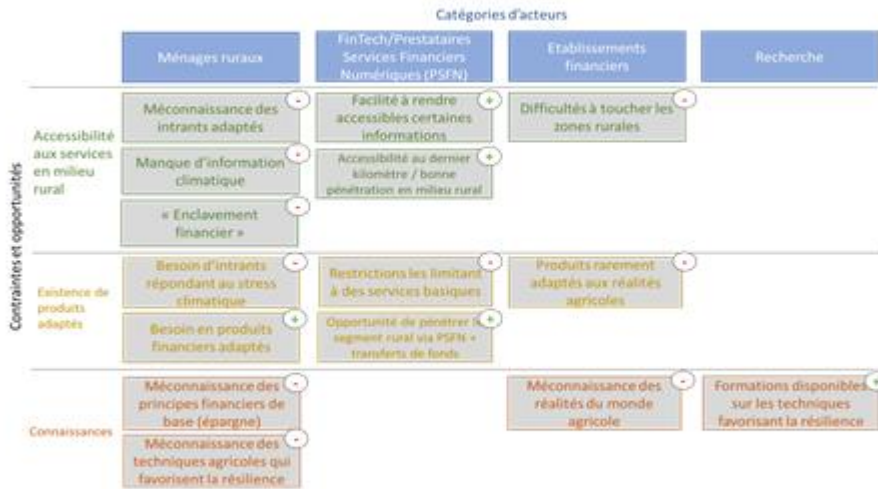 Catégories d'acteurs
Ménages ruraux
FinTech/Prestataires
Services Financiers
Numériques (PSFN)
Etablissements
financiers
Recherche
Contraintes et opportunités
Accessibilité
aux services
en milieu
rural
Méconnaissance des
intrants adaptés
-
Facilité à rendre
accessibles certaines
informations
+
Difficultés à toucher les
zones rurales
-
Manque d'information
climatique
-
Accessibilité au dernier
kilomètre / bonne
pénétration en milieu rural
+
« Enclavement
financier »
-
Existence de
produits
adaptés
Besoin d'intrants
répondant au stress
climatique
-
Restrictions les limitant
à des services basiques
-
Produits rarement
adaptés aux réalités
agricoles
-
Besoin en produits
financiers adaptés
+
Opportunité de pénétrer
segment rural via PSFN +
transferts de fonds
+
Connaissances
Méconnaissance des
principes financiers de
base (épargne)
-
Méconnaissance des
réalités du monde
agricole
-
Formations disponibles
sur les techniques
favorisant la résilience
+
Méconnaissance des
techniques agricoles qui
favorisent la résilience
-